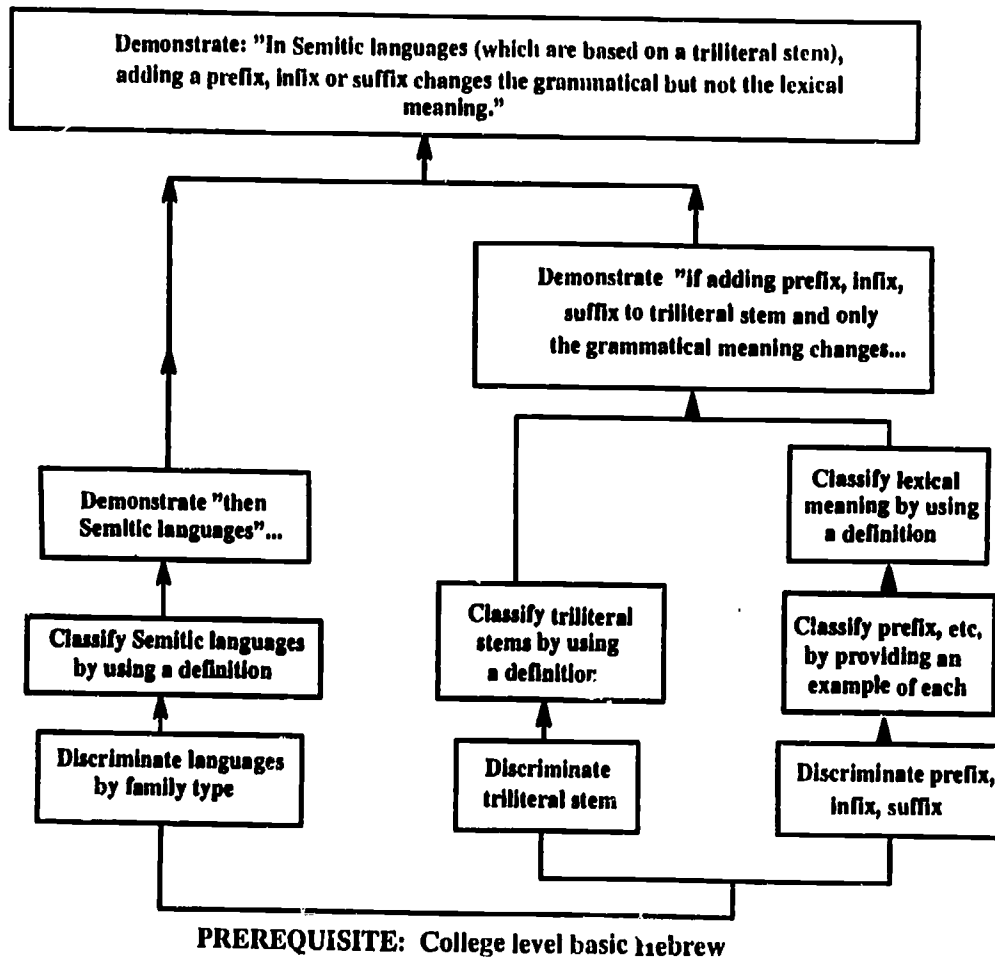 Demonstrate: "In Semitic languages (which are based on a triliteral stem),
adding a prefix, infix or suffix changes the grammatical but not the lexical
meaning."
Demonstrate "if adding prefix, infix,
suffix to triliteral stem and only
the grammatical meaning changes...
Demonstrate "then
Semitic languages"...
Classify lexical
meaning by using
a definition
Classify Semitic languages
by using a definition
Classify triliteral
stems by using
a definition
Classify prefix, etc,
by providing an
example of each
Discriminate languages
by family type
Discriminate
triliteral stem
Discriminate prefix,
infix, suffix
PREREQUISITE: College level basic hebrew